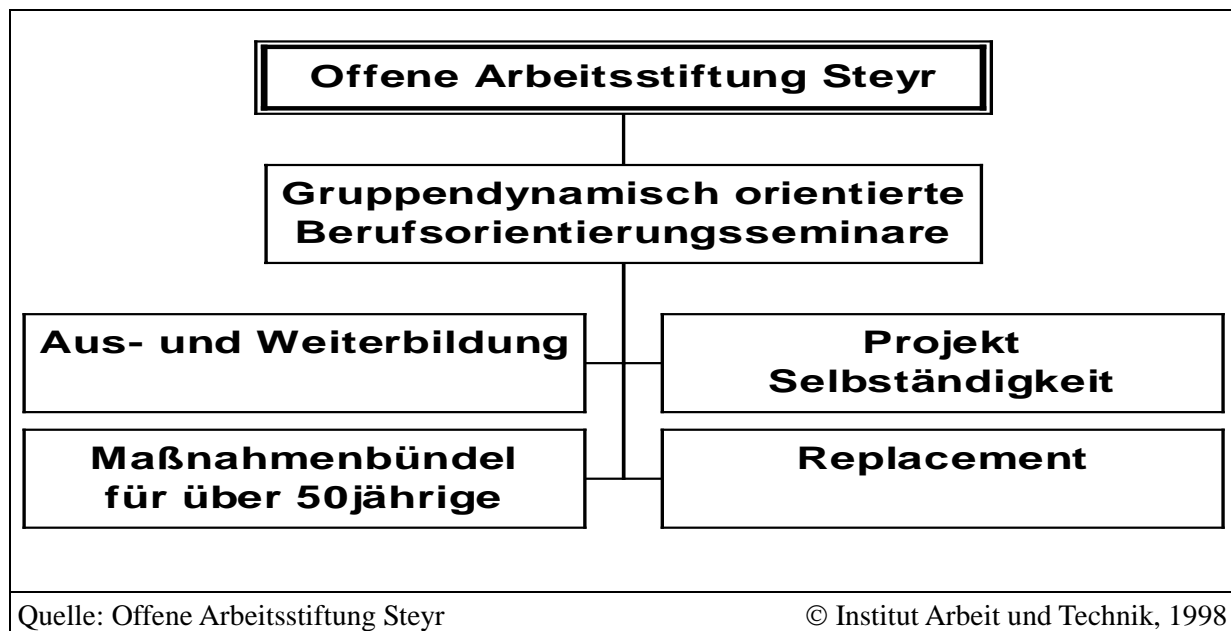 Offene Arbeitsstiftung Steyr
Gruppendynamisch orientierte
Berufsorientierungsseminare
Aus- und Weiterbildung
Projekt
Selbständigkeit
Maßnahmenbündel
für über 50jährige
Replacement
Quelle: Offene Arbeitsstiftung Steyr
© Institut Arbeit und Technik, 1998